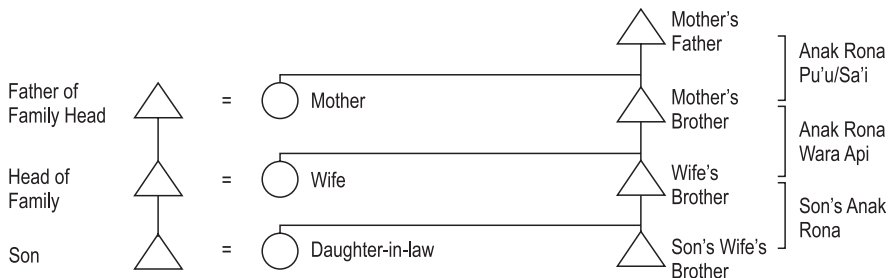 Mother's
Father
Anak Rona
Pu'u/Sa'i
Father of
Family Head
=
Mother
Mother's
Brother
Anak Rona
Wara Api
Head of
Family
=
Wife
Wife's
Brother
Son's Anak
Rona
Son
=
Daughter-in-law
Son's Wife's
Brother